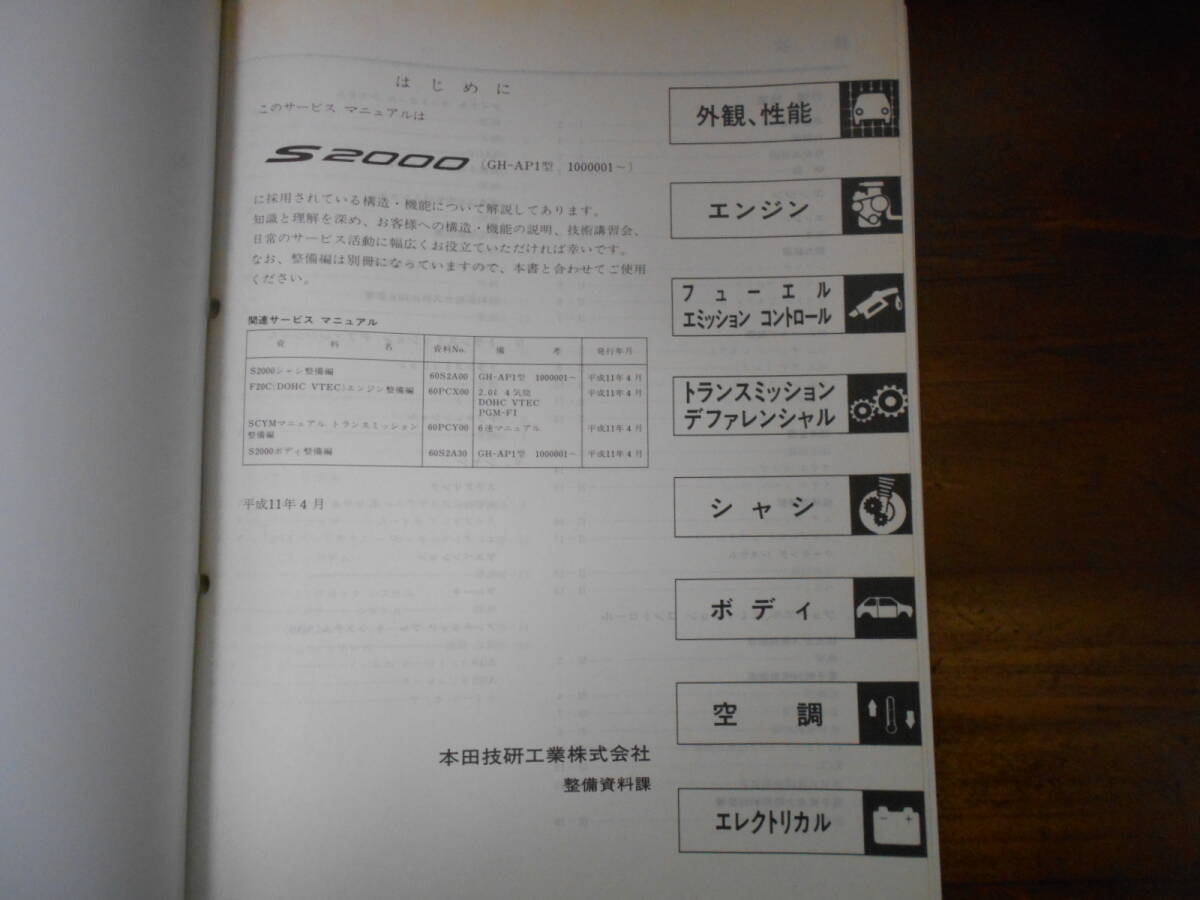 はじめに
このサービス マニュアルは
S2000 (GH-AP1型 1000001～)
に採用されている構造・機能について解説してあります。
知識と理解を深め、お客様への構造・機能の説明、技術講習会、
日常のサービス活動に幅広くお役立ていただければ幸いです。
なお、整備編は別冊になっていますので、本書と合わせてご使用
ください。
関連サービス マニュアル
資料名 資料No. 備考 発行年月
S2000シャシ整備編 60S2A00 GH-AP1型 1000001～ 平成11年4月
F20C(DOHC VTEC)エンジン整備編 60PCX00 2.0ℓ 4気筒 平成11年4月
DOHC VTEC
PGM-FI
SCYMマニュアル トランスミッション 60PCY00 6速マニュアル 平成11年4月
整備編
S2000ボディ整備編 60S2A30 GH-AP1型 1000001～ 平成11年4月
平成11年4月
本田技研工業株式会社
整備資料課
外観、性能
エンジン
フューエル
エミッション コントロール
トランスミッション
デファレンシャル
シャシ
ボディ
空調
エレクトリカル